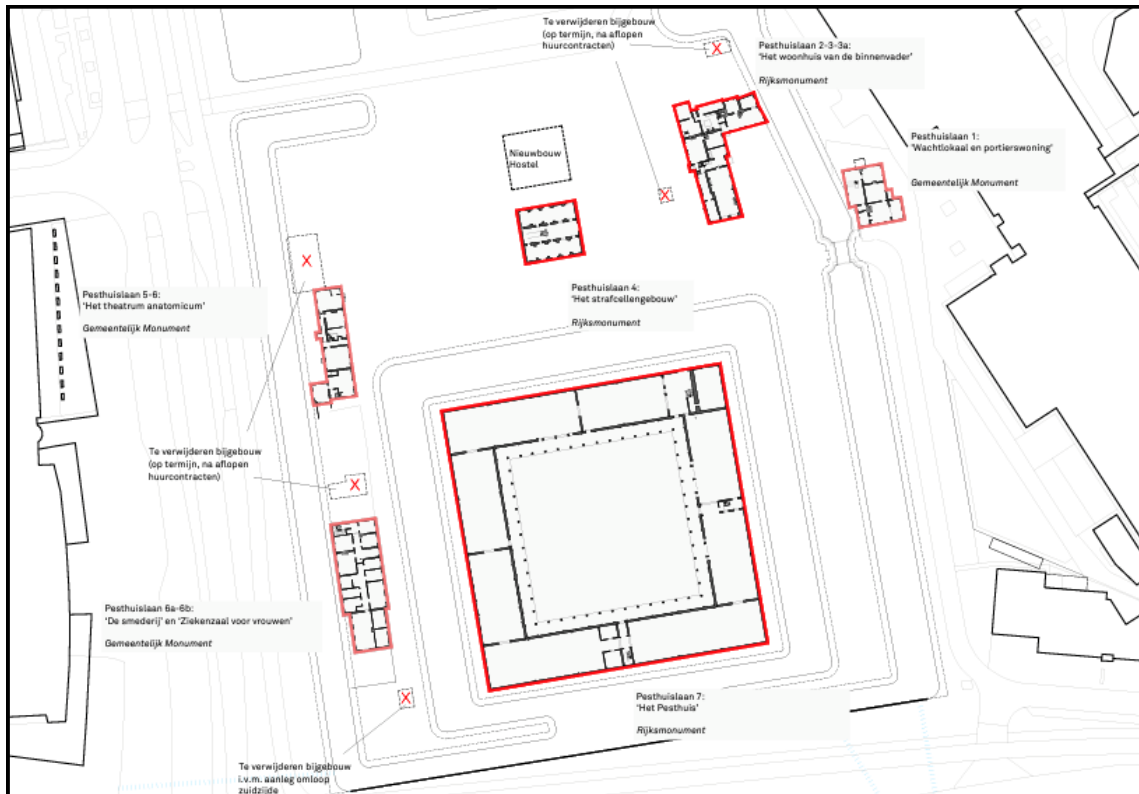 Te verwijderen bijgebouw
(op termijn, na aflopen
huurcontracten)
Pesthuislaan 2-3-3a:
'Het woonhuis van de binnenvader'
Rijksmonument
Pesthuislaan 1:
'Wachtlokaal en portierswoning'
Gemeentelijk Monument
Nieuwbouw
Hostel
X
X
X
Pesthuislaan 5-6:
'Het theatrum anatomicum'
Gemeentelijk Monument
Pesthuislaan 4:
'Het strafcellengebouw'
Rijksmonument
Te verwijderen bijgebouw
(op termijn, na aflopen
huurcontracten)
X
Pesthuislaan 6a-6b:
'De smederij' en 'Ziekenzaal voor vrouwen'
Gemeentelijk Monument
X
Pesthuislaan 7:
'Het Pesthuis'
Rijksmonument
Te verwijderen bijgebouw
i.v.m. aanleg omloop
zuidzijde